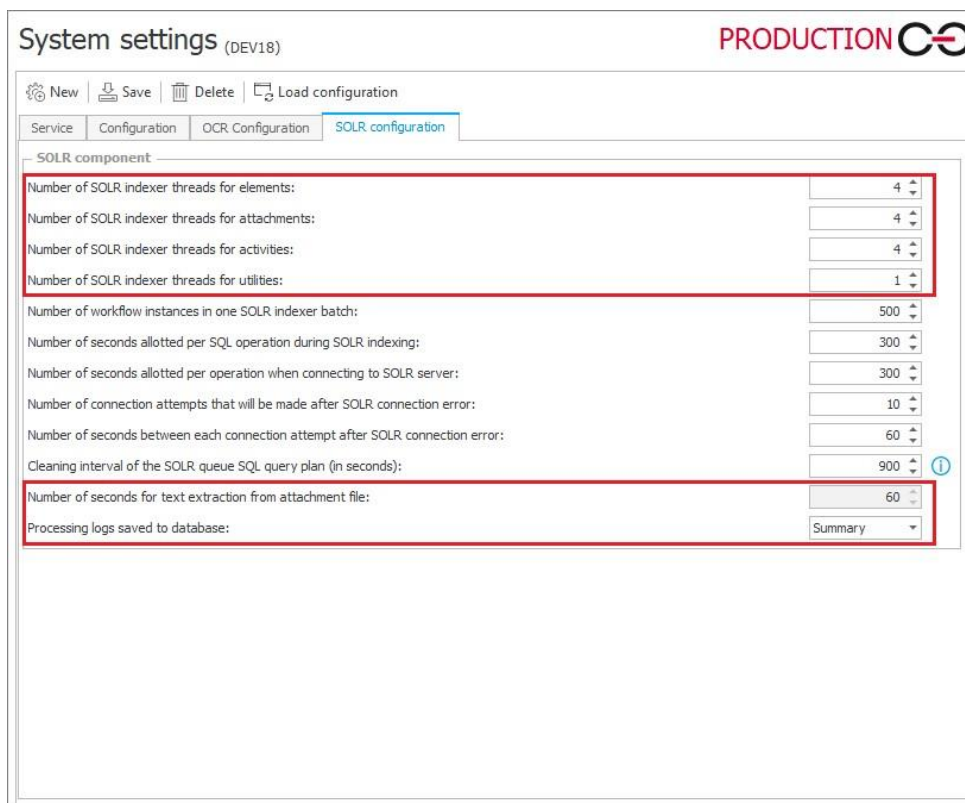 System settings (DEV18)
PRODUCTION
New Save Delete Load configuration
Service Configuration OCR Configuration SOLR configuration
SOLR component
Number of SOLR indexer threads for elements: 4
Number of SOLR indexer threads for attachments: 4
Number of SOLR indexer threads for activities: 4
Number of SOLR indexer threads for utilities: 1
Number of workflow instances in one SOLR indexer batch: 500
Number of seconds allotted per SQL operation during SOLR indexing: 300
Number of seconds allotted per operation when connecting to SOLR server: 300
Number of connection attempts that will be made after SOLR connection error: 10
Number of seconds between each connection attempt after SOLR connection error: 60
Cleaning interval of the SOLR queue SQL query plan (in seconds): 900
Number of seconds for text extraction from attachment file: 60
Processing logs saved to database: Summary